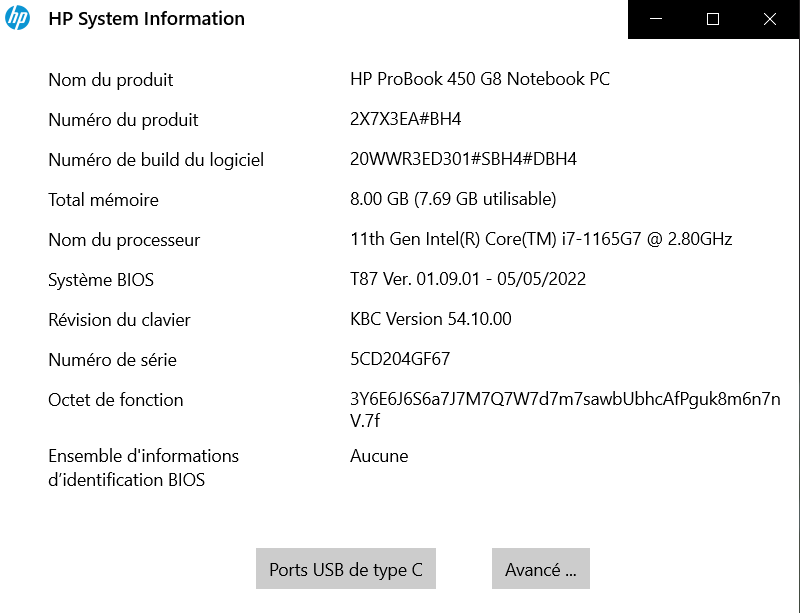 hp HP System Information
Nom du produit HP ProBook 450 G8 Notebook PC
Numéro du produit 2X7X3EA#BH4
Numéro de build du logiciel 20WWR3ED301#SBH4#DBH4
Total mémoire 8.00 GB (7.69 GB utilisable)
Nom du processeur 11th Gen Intel(R) Core(TM) i7-1165G7 @ 2.80GHz
Système BIOS T87 Ver. 01.09.01 - 05/05/2022
Révision du clavier KBC Version 54.10.00
Numéro de série 5CD204GF67
Octet de fonction 3Y6E6J6S6a7J7M7Q7W7d7m7sawbUbhcAfPguk8m6n7n
V.7f
Ensemble d'informations Aucune
d’identification BIOS
Ports USB de type C Avancé ...